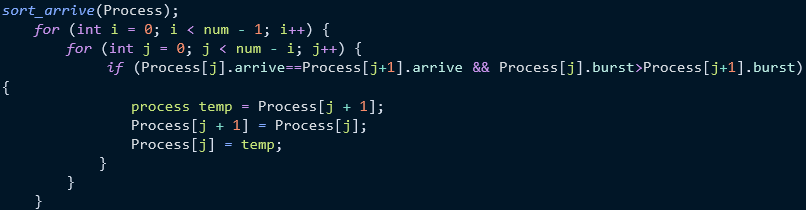 sort_arrive(Process);
    for (int i = 0; i < num - 1; i++) {
        for (int j = 0; j < num - i; j++) {
             if (Process[j].arrive==Process[j+1].arrive && Process[j].burst>Process[j+1].burst)
{
                process temp = Process[j + 1];
                Process[j + 1] = Process[j];
                Process[j] = temp;
            }
        }
    }